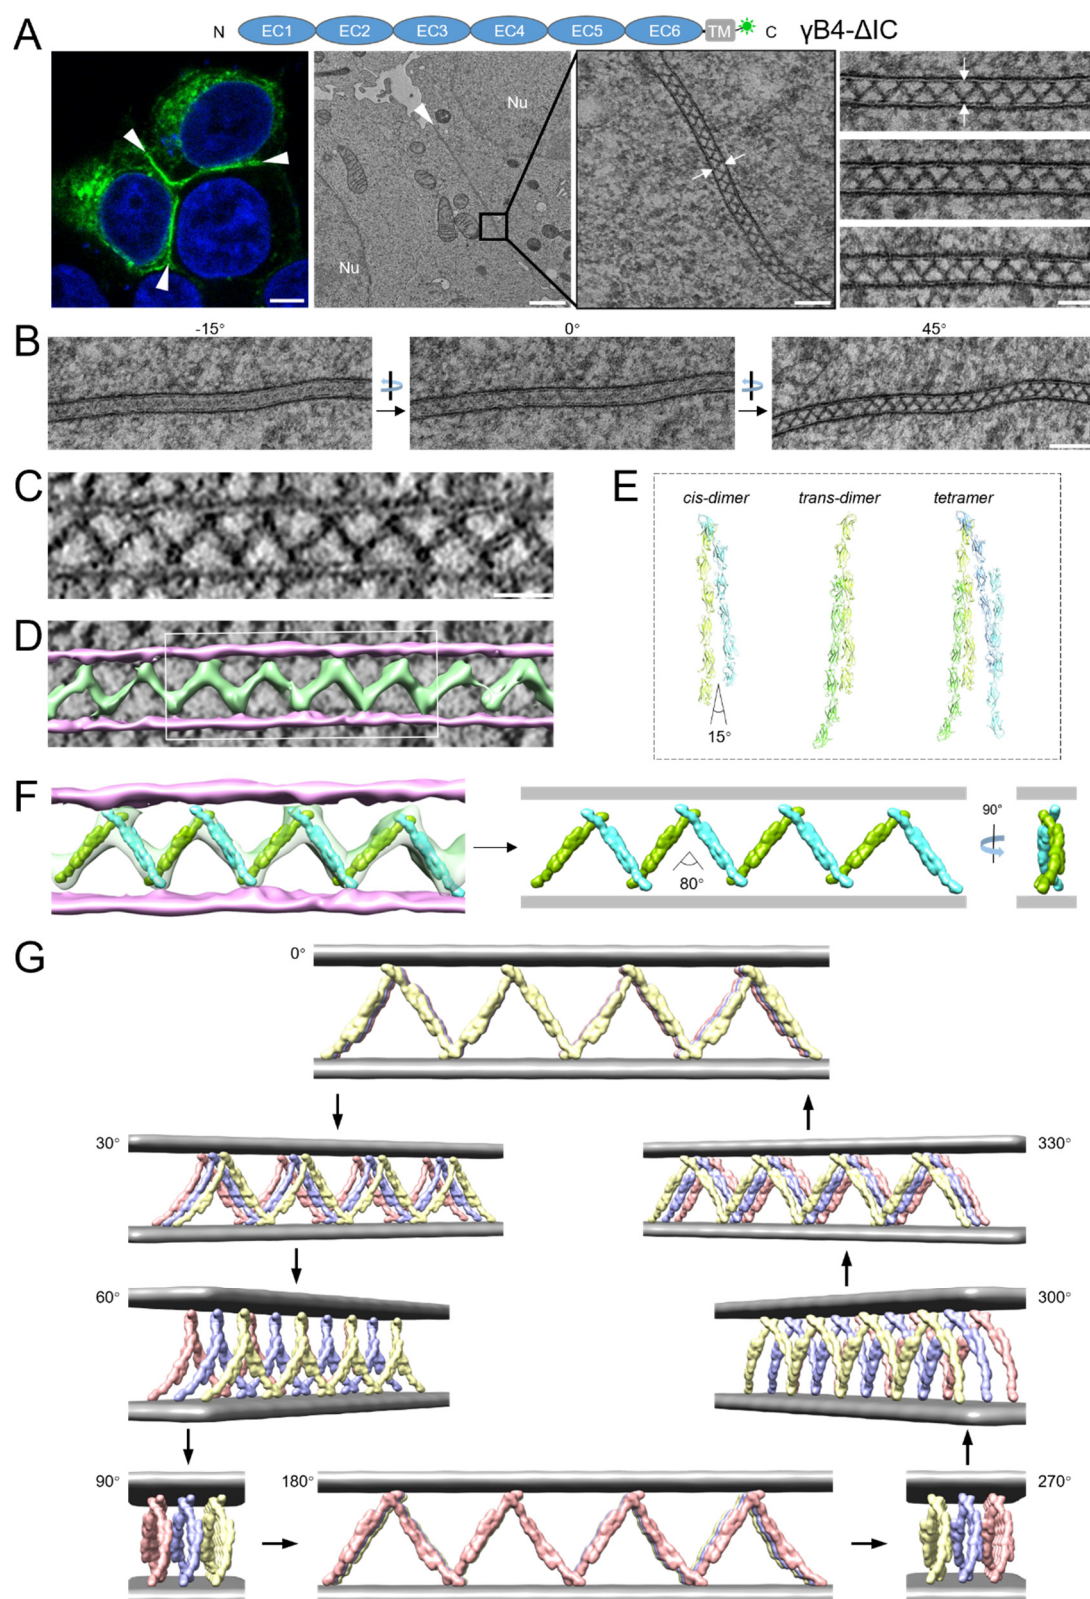 A
N EC1 EC2 EC3 EC4 EC5 EC6 TM C γB4-ΔIC
Nu
Nu
B
-15° 0° 45°
C
D
E
cis-dimer trans-dimer tetramer
15°
F
80°
90°
G
0°
30° 330°
60° 300°
90° 180° 270°